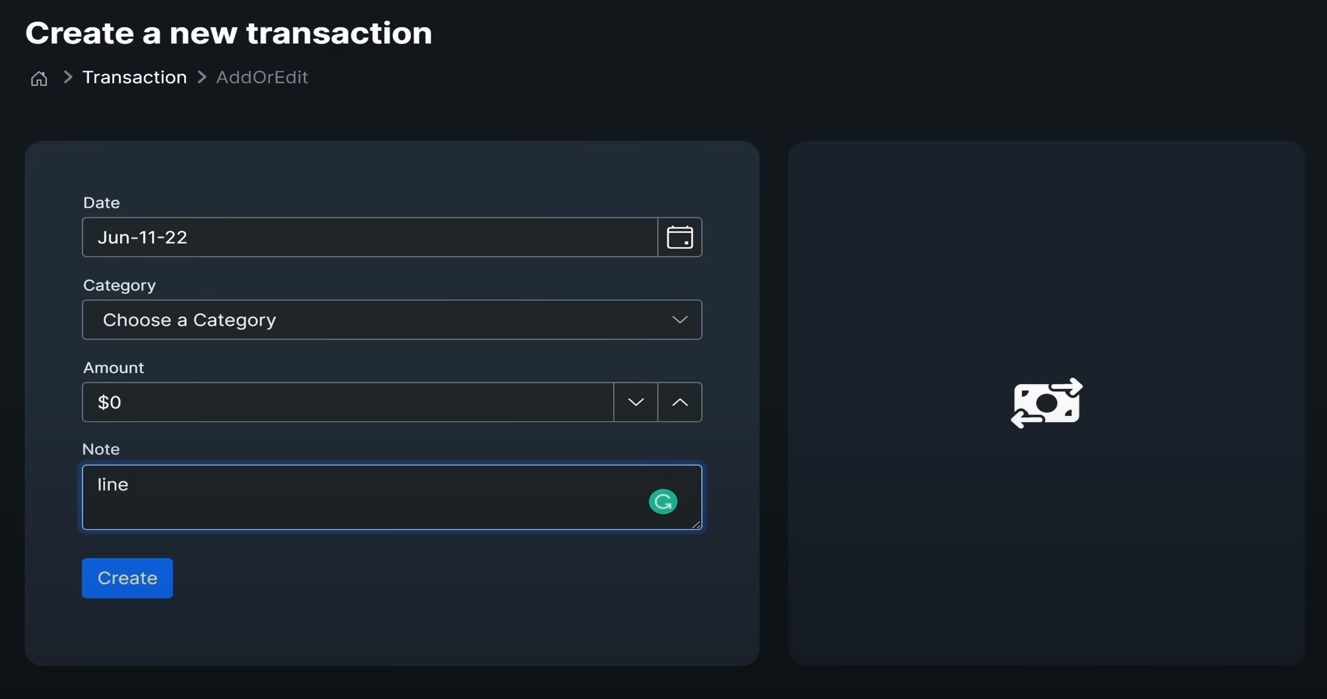 Create a new transaction
Transaction AddOrEdit
Date
Jun-11-22
Category
Choose a Category
Amount
$0
Note
line
Create